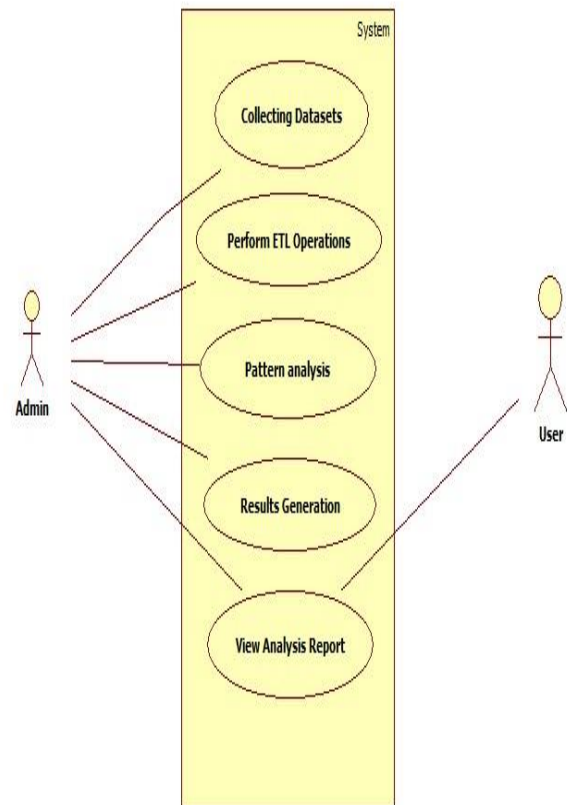 System
Collecting Datasets
Perform ETL Operations
Pattern analysis
Admin
User
Results Generation
View Analysis Report